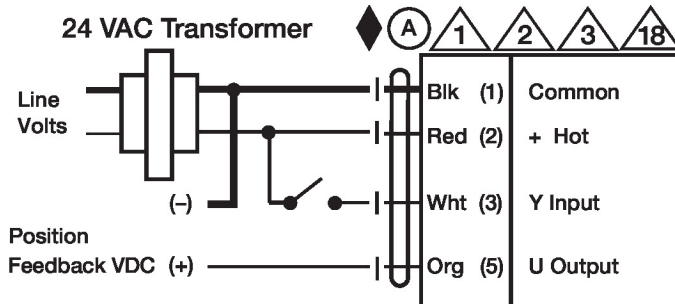 24 VAC Transformer
A 1 2 3 18
Line
Volts
Blk (1) Common
Red (2) + Hot
(–)
Wht (3) Y Input
Position
Feedback VDC (+)
Org (5) U Output